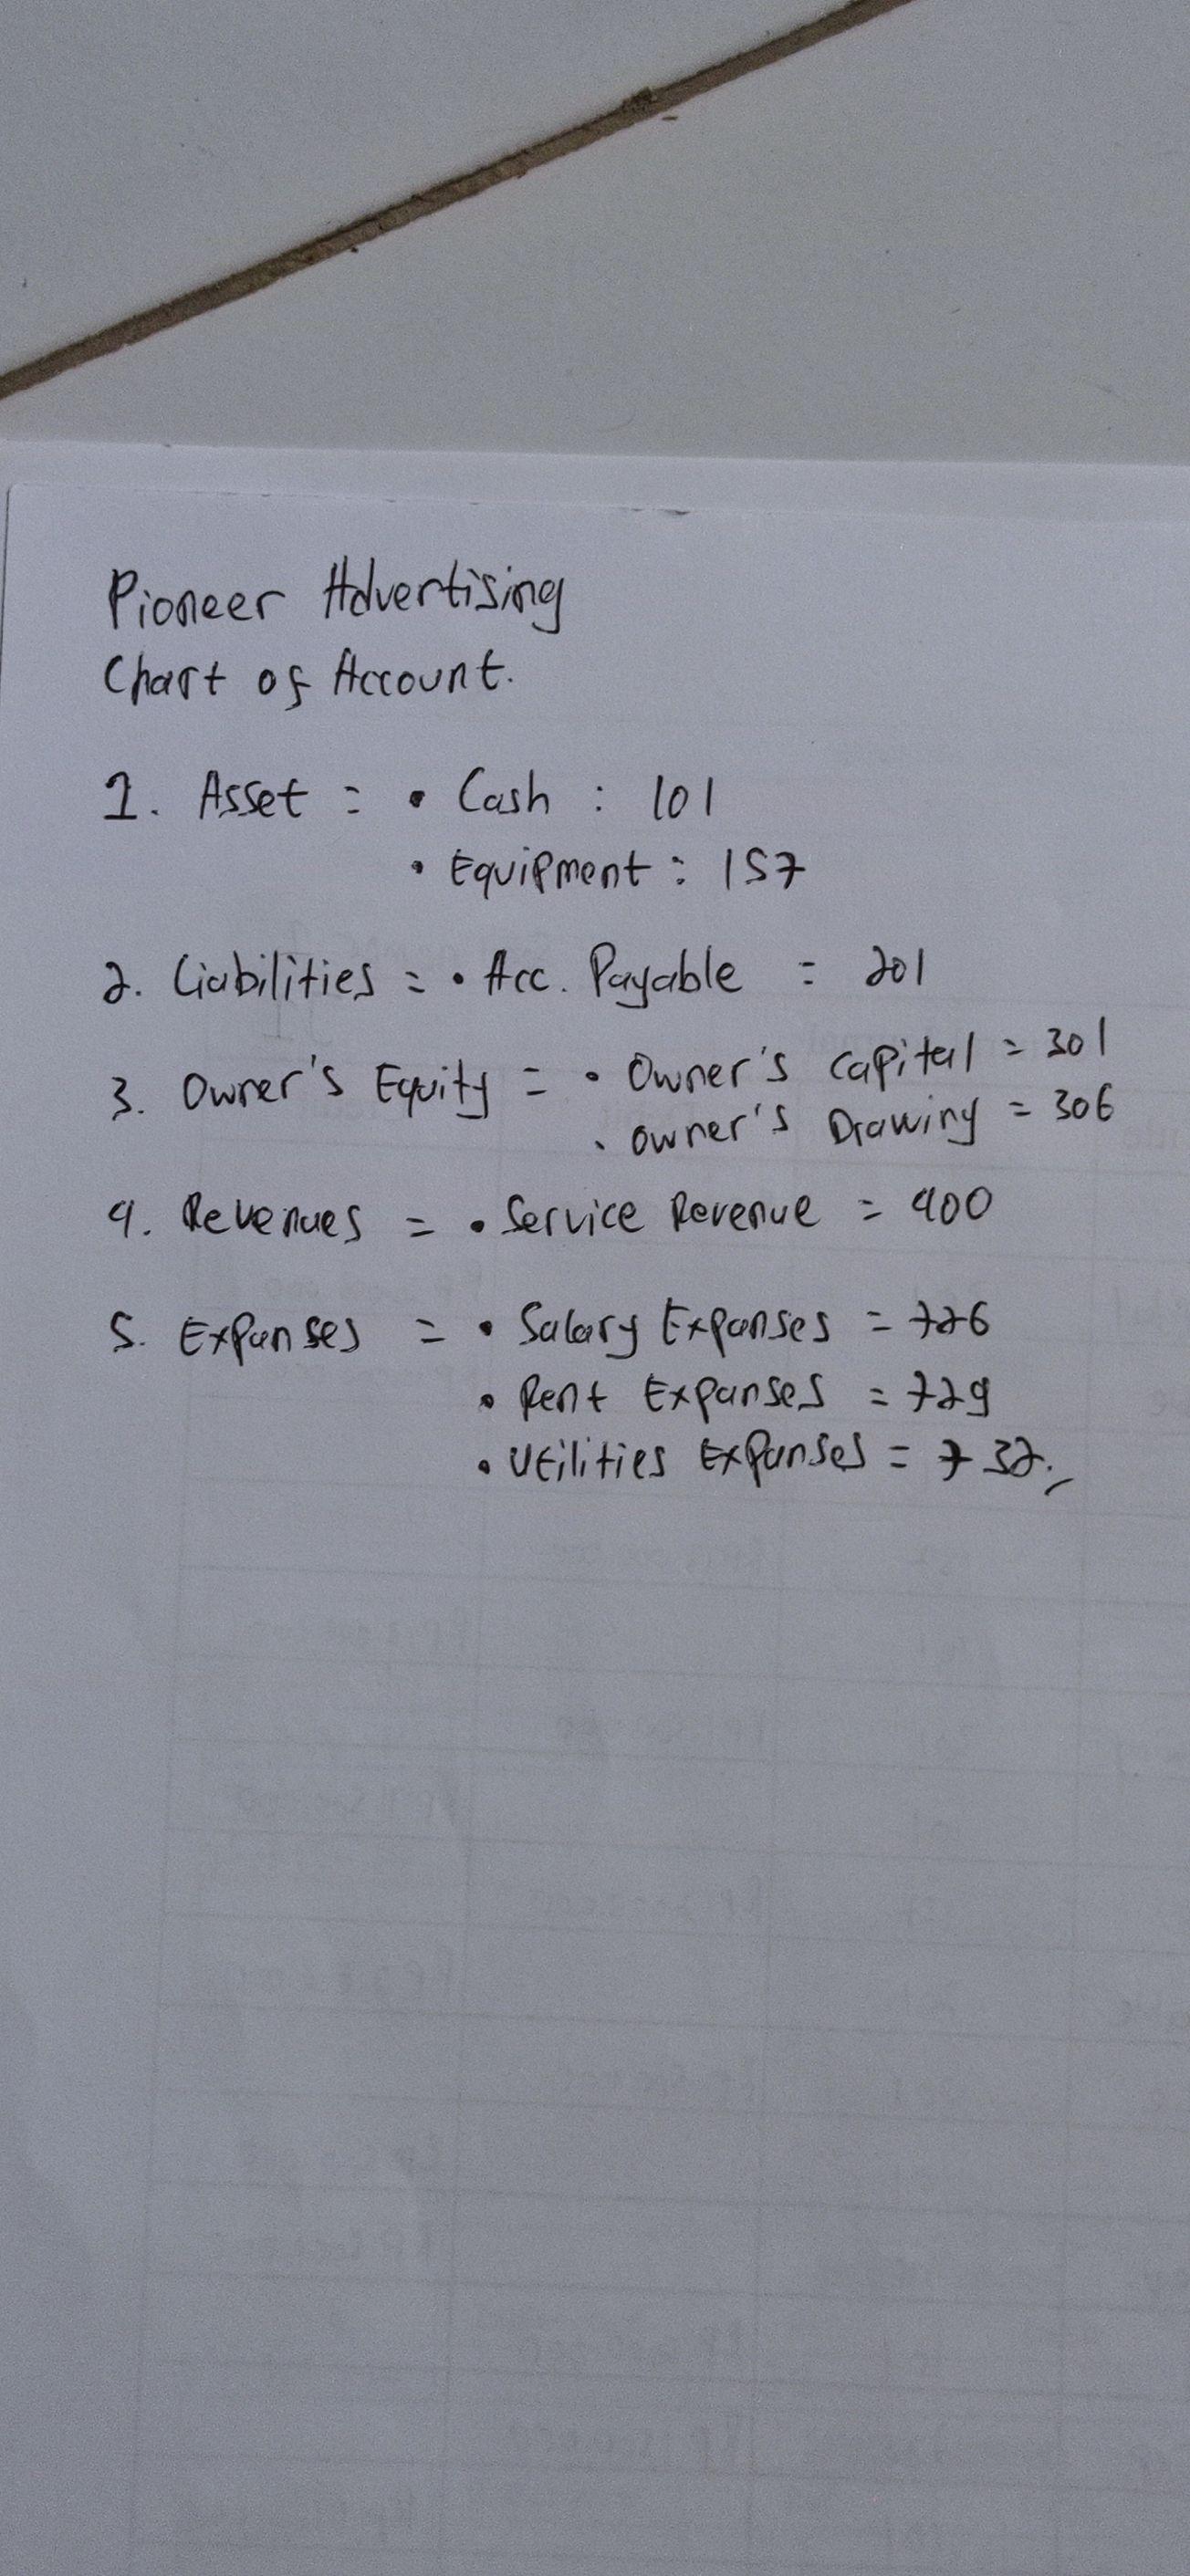 Pioneer Advertising
Chart of Account.
1. Asset = • Cash : 101
• Equipment : 157
2. Liabilities = • Acc. Payable = 201
3. Owner's Equity = • Owner's Capital = 301
• Owner's Drawing = 306
4. Revenues = • Service Revenue = 400
5. Expanses = • Salary Expanses = 726
• Rent Expanses = 729
• Utilities Expanses = 732.